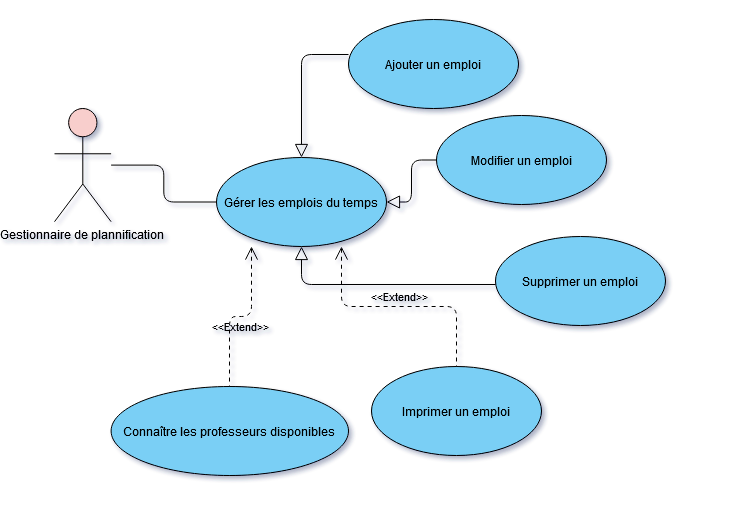 Ajouter un emploi
Modifier un emploi
Gérer les emplois du temps
Gestionnaire de plannification
Supprimer un emploi
<<Extend>>
<<Extend>>
Imprimer un emploi
Connaître les professeurs disponibles